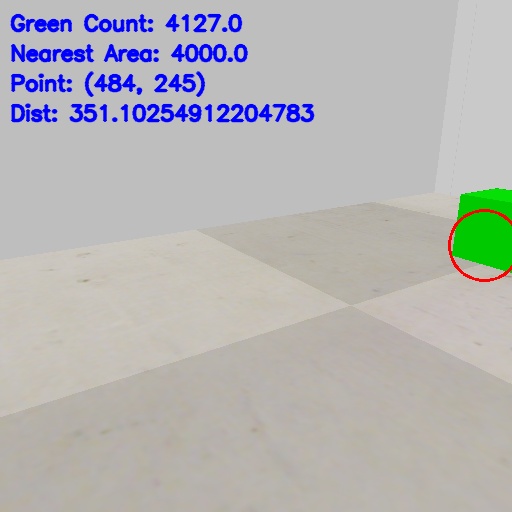 Green Count: 4127.0
Nearest Area: 4000.0
Point: (484, 245)
Dist: 351.10254912204783